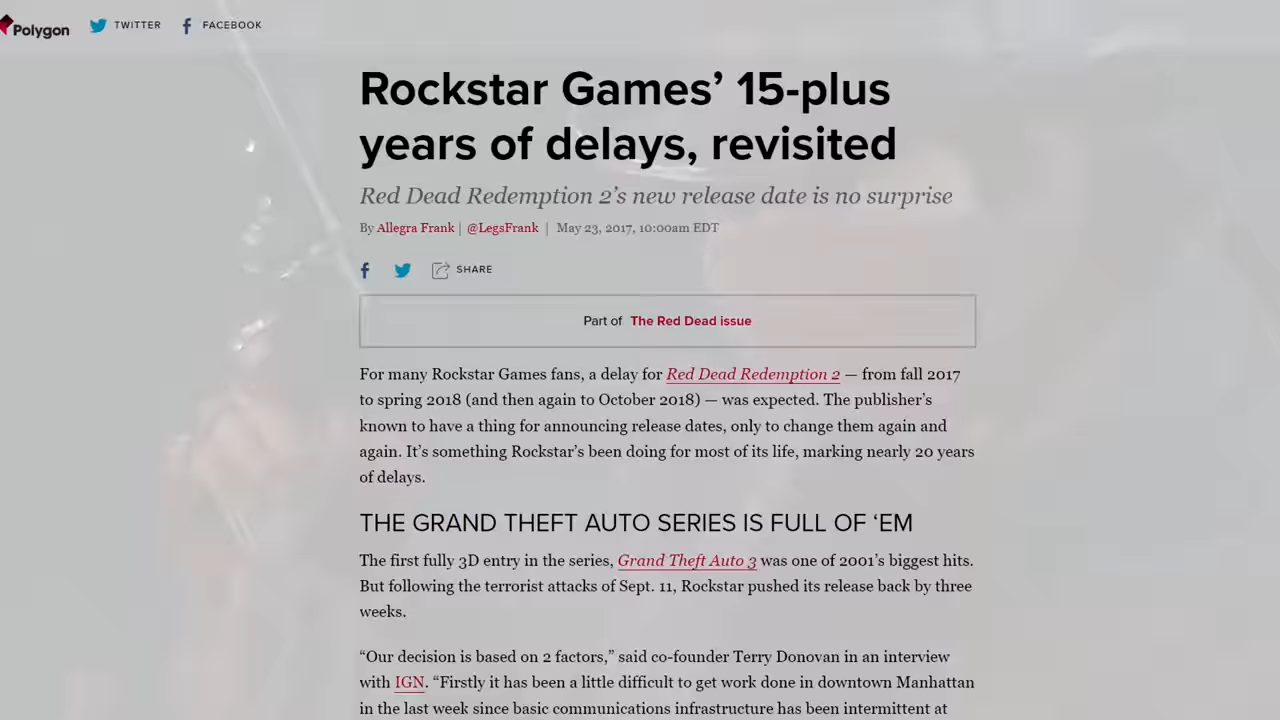 Polygon TWITTER FACEBOOK
Rockstar Games’ 15-plus
years of delays, revisited
Red Dead Redemption 2’s new release date is no surprise
By Allegra Frank | @LegsFrank | May 23, 2017, 10:00am EDT
SHARE
Part of The Red Dead issue
For many Rockstar Games fans, a delay for Red Dead Redemption 2 — from fall 2017
to spring 2018 (and then again to October 2018) — was expected. The publisher’s
known to have a thing for announcing release dates, only to change them again and
again. It’s something Rockstar’s been doing for most of its life, marking nearly 20 years
of delays.
THE GRAND THEFT AUTO SERIES IS FULL OF ‘EM
The first fully 3D entry in the series, Grand Theft Auto 3 was one of 2001’s biggest hits.
But following the terrorist attacks of Sept. 11, Rockstar pushed its release back by three
weeks.
“Our decision is based on 2 factors,” said co-founder Terry Donovan in an interview
with IGN. “Firstly it has been a little difficult to get work done in downtown Manhattan
in the last week since basic communications infrastructure has been intermittent at